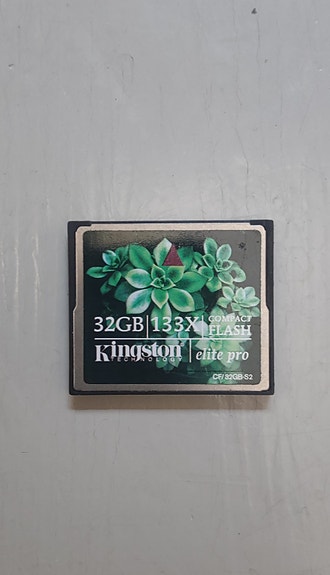 32GB 133X COMPACT FLASH
Kingston TECHNOLOGY elite pro
CF/32GB-S2